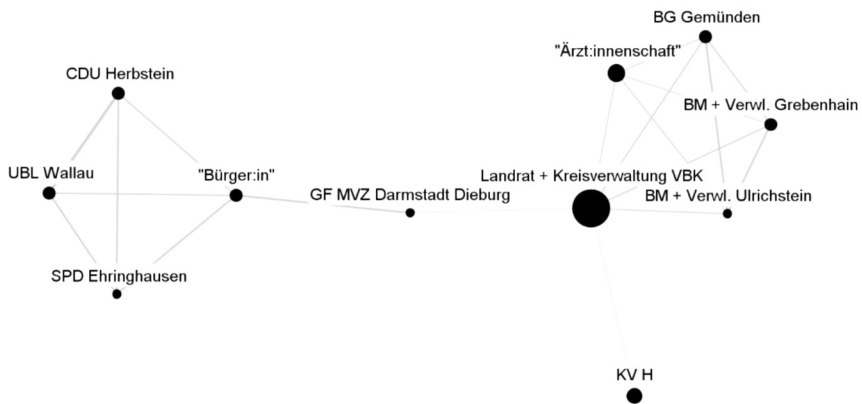 BG Gemünden
"Ärzt:innenschaft"
CDU Herbstein
BM + Verwl. Grebenhain
UBL Wallau
"Bürger:in"
Landrat + Kreisverwaltung VBK
GF MVZ Darmstadt Dieburg
BM + Verwl. Ulrichstein
SPD Ehringhausen
KV H